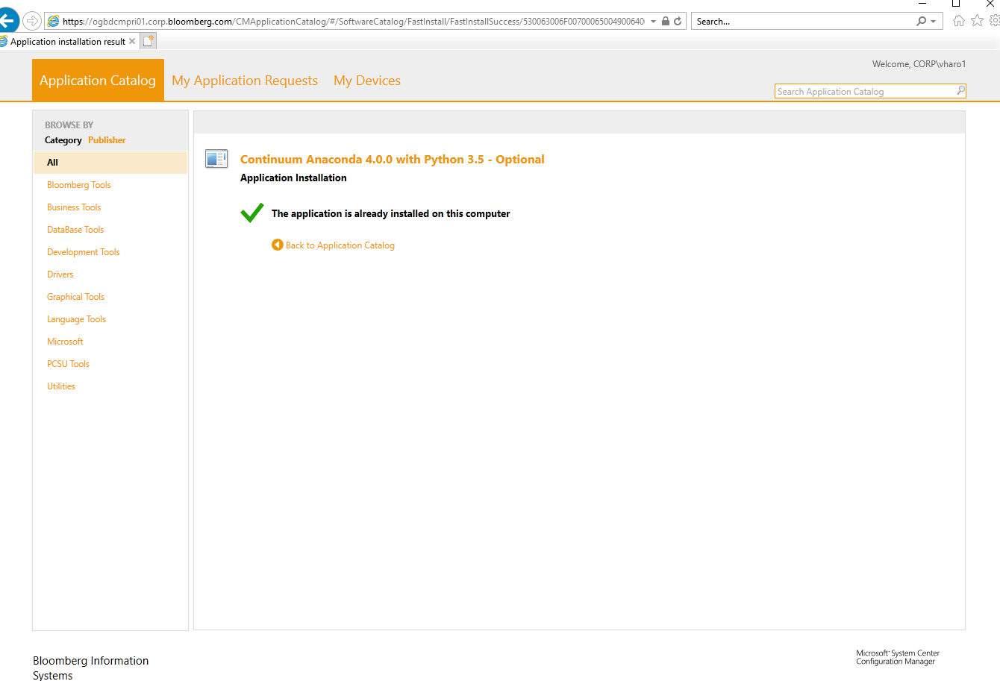 https://ogbdcmpri01.corp.bloomberg.com/CMApplicationCatalog/#/SoftwareCatalog/FastInstall/FastInstallSuccess/530063006F00700065004900640
Search...
Application installation result
Welcome, CORP\vharo1
Application Catalog
My Application Requests
My Devices
Search Application Catalog
BROWSE BY
Category Publisher
All
Bloomberg Tools
Business Tools
DataBase Tools
Development Tools
Drivers
Graphical Tools
Language Tools
Microsoft
PCSU Tools
Utilities
Continuum Anaconda 4.0.0 with Python 3.5 - Optional
Application Installation
The application is already installed on this computer
Back to Application Catalog
Bloomberg Information
Systems
Microsoft® System Center
Configuration Manager